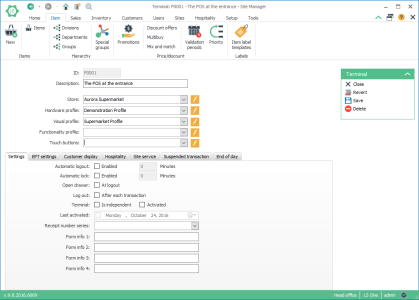 Terminal: P0001 - The POS at the entrance - Site Manager
Home Item Sales Inventory Customers Users Sites Hospitality Setup Tools
New
Items
Divisions
Departments
Groups
Special groups
Promotions
Discount offers
Multibuy
Mix and match
Validation periods
Priority
Item label templates
Items Hierarchy Price/discount Labels
ID: P0001
Description: The POS at the entrance
Store: Aurora Supermarket
Hardware profile: Demonstration Profile
Visual profile: Supermarket Profile
Functionality profile:
Touch buttons:
Terminal
Close
Revert
Save
Delete
Settings EFT settings Customer display Hospitality Site service Suspended transaction End of day
Automatic logout: Enabled 0 Minutes
Automatic lock: Enabled 0 Minutes
Open drawer: At logout
Log out: After each transaction
Terminal: Is independent Activated
Last activated: Monday , October 24, 2016
Receipt number series:
Form info 1:
Form info 2:
Form info 3:
Form info 4:
Head office LS One admin